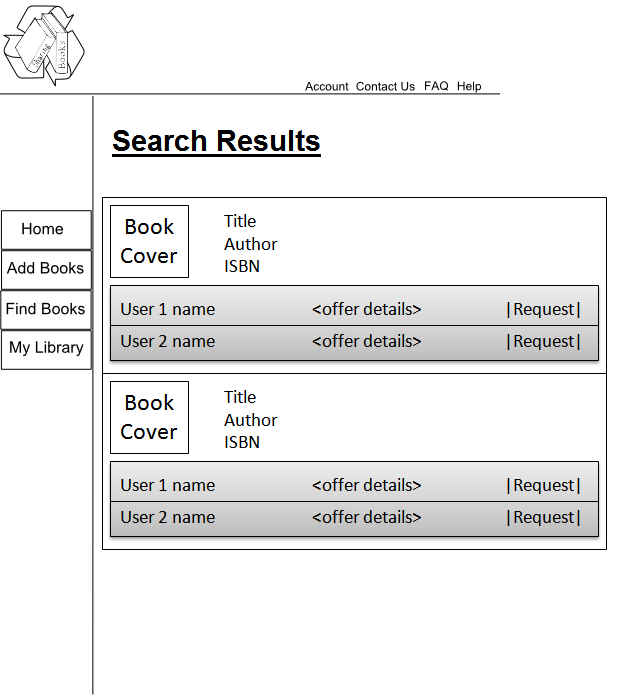 Sharing
Books
Account Contact Us FAQ Help
Search Results
Home
Add Books
Find Books
My Library
Book
Cover
Title
Author
ISBN
User 1 name <offer details> |Request|
User 2 name <offer details> |Request|
Book
Cover
Title
Author
ISBN
User 1 name <offer details> |Request|
User 2 name <offer details> |Request|